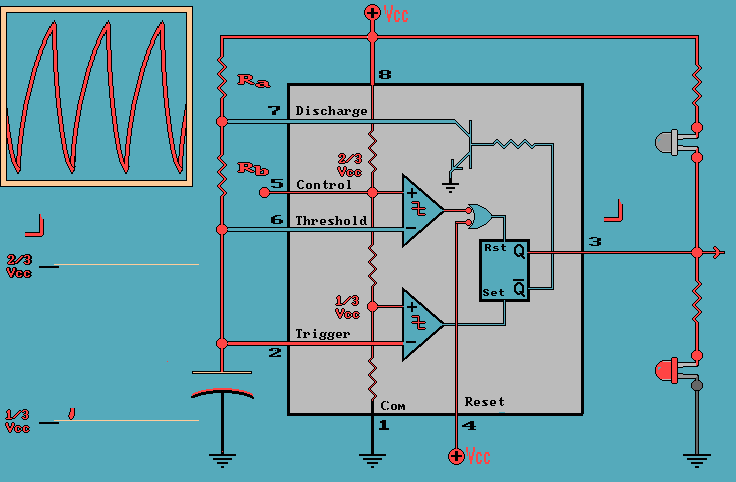 Vcc
8
Ra
7 Discharge
2/3
Vcc
Rb
5 Control
+
6 Threshold
-
Rst Q
3
2/3
Vcc
Set Q̅
1/3
Vcc
+
Trigger
-
2
1/3
Vcc
Com
Reset
1
4
+ Vcc